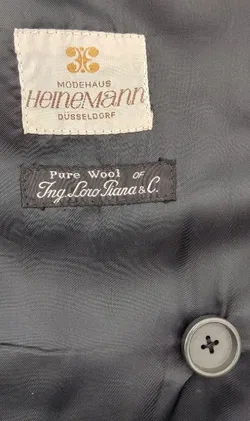 MODEHAUS
HEINEMANN
DÜSSELDORF
Pure Wool OF
Ing. Loro Piana & C.